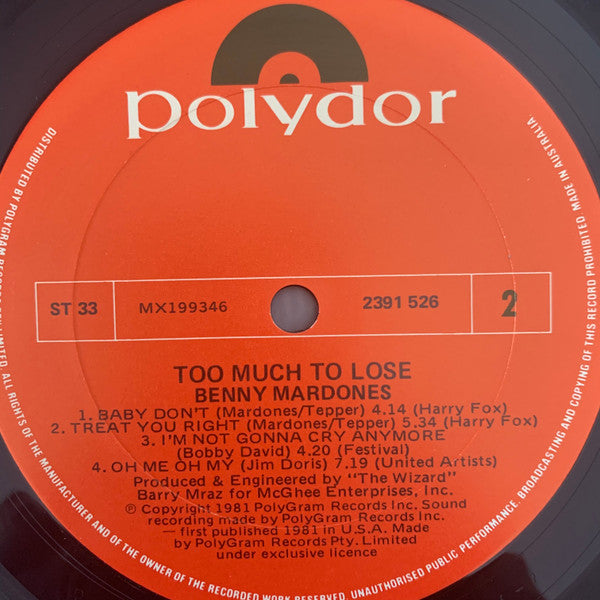 polydor
ST 33 MX199346 2391 526 2
TOO MUCH TO LOSE
BENNY MARDONES
1. BABY DON'T (Mardones/Tepper) 4.14 (Harry Fox)
2. TREAT YOU RIGHT (Mardones/Tepper) 5.34 (Harry Fox)
3. I'M NOT GONNA CRY ANYMORE
(Bobby David) 4.20 (Festival)
4. OH ME OH MY (Jim Doris) 7.19 (United Artists)
Produced & Engineered by "The Wizard"
Barry Mraz for McGhee Enterprises, Inc.
℗ Copyright 1981 PolyGram Records Inc. Sound
recording made by PolyGram Records Inc.
— first published 1981 in U.S.A. Made
by PolyGram Records Pty. Limited
under exclusive licence
DISTRIBUTED BY POLYGRAM LIMITED. ALL RIGHTS OF THE MANUFACTURER AND OF THE OWNER OF THE RECORDED WORK RESERVED. UNAUTHORISED PUBLIC PERFORMANCE, BROADCASTING AND COPYING OF THIS RECORD PROHIBITED MADE IN AUSTRALIA